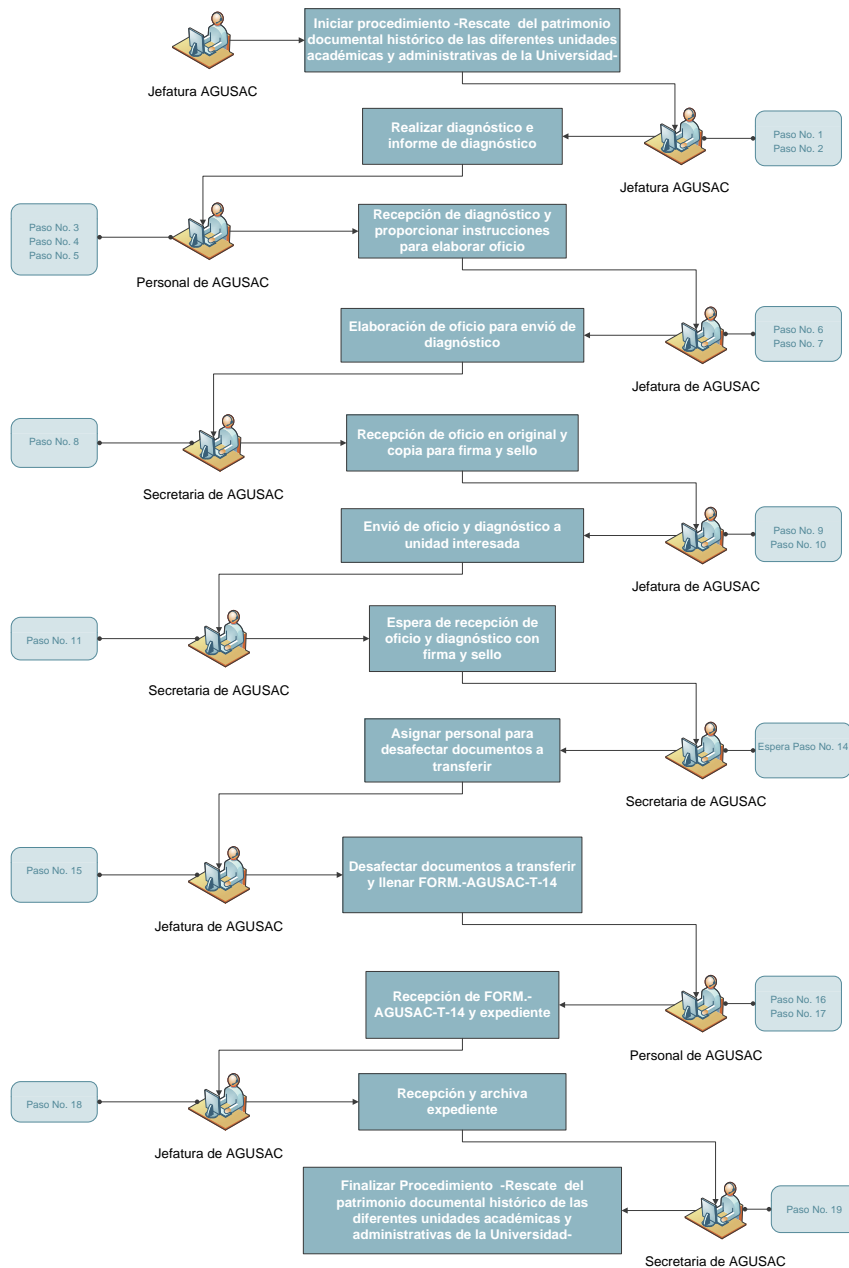 Iniciar procedimiento -Rescate del patrimonio
documental histórico de las diferentes unidades
académicas y administrativas de la Universidad-
Jefatura AGUSAC
Realizar diagnóstico e
informe de diagnóstico
Paso No. 1
Paso No. 2
Jefatura AGUSAC
Paso No. 3
Paso No. 4
Paso No. 5
Recepción de diagnóstico y
proporcionar instrucciones
para elaborar oficio
Personal de AGUSAC
Elaboración de oficio para envió de
diagnóstico
Paso No. 6
Paso No. 7
Jefatura de AGUSAC
Paso No. 8
Recepción de oficio en original y
copia para firma y sello
Secretaria de AGUSAC
Envió de oficio y diagnóstico a
unidad interesada
Paso No. 9
Paso No. 10
Jefatura de AGUSAC
Paso No. 11
Espera de recepción de
oficio y diagnóstico con
firma y sello
Secretaria de AGUSAC
Asignar personal para
desafectar documentos a
transferir
Espera Paso No. 14
Secretaria de AGUSAC
Paso No. 15
Desafectar documentos a transferir
y llenar FORM.-AGUSAC-T-14
Jefatura de AGUSAC
Recepción de FORM.-
AGUSAC-T-14 y expediente
Paso No. 16
Paso No. 17
Personal de AGUSAC
Paso No. 18
Recepción y archiva
expediente
Jefatura de AGUSAC
Finalizar Procedimiento -Rescate del
patrimonio documental histórico de las
diferentes unidades académicas y
administrativas de la Universidad-
Paso No. 19
Secretaria de AGUSAC